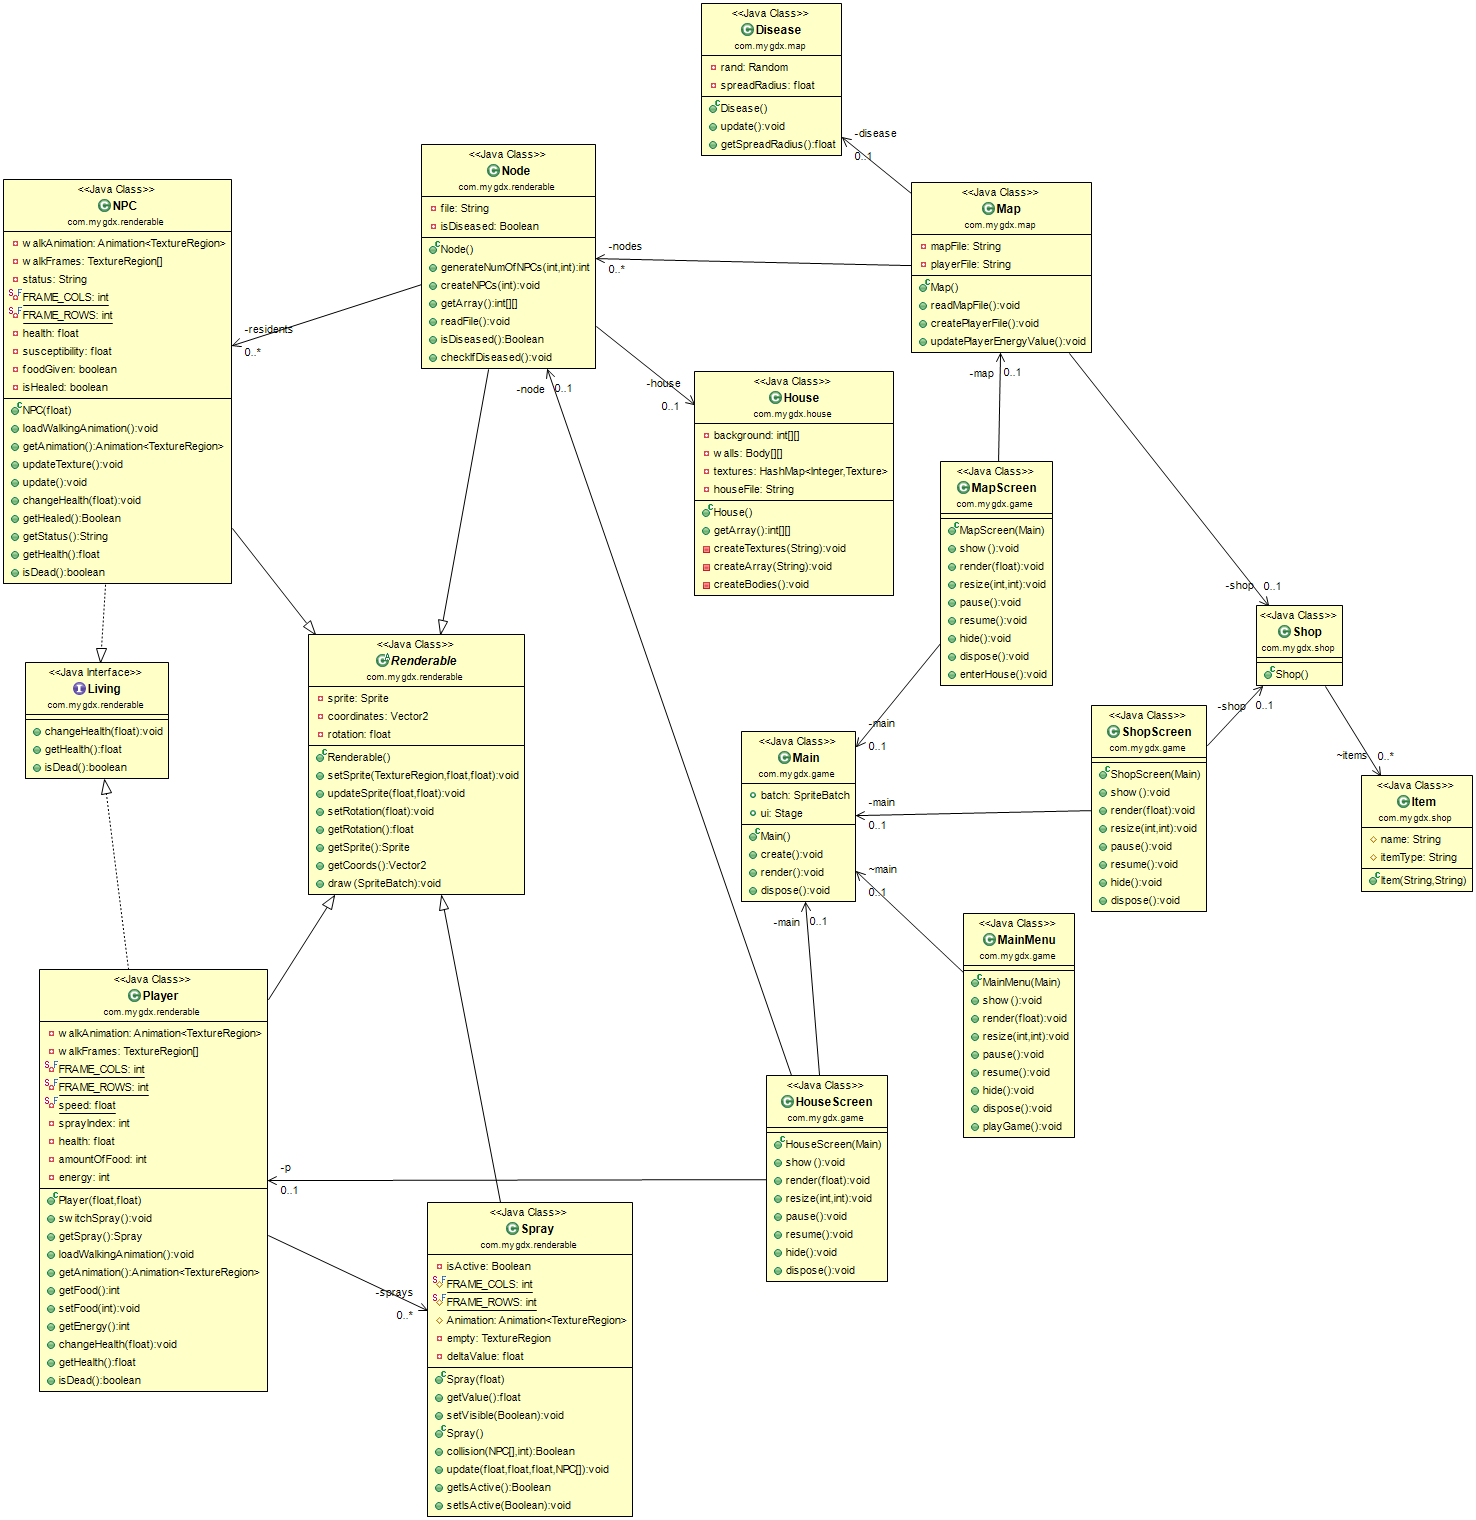 <<Java Class>>
Disease
com.mygdx.map
rand: Random
spreadRadius: float
Disease()
update():void
getSpreadRadius():float
-disease
0..1
<<Java Class>>
Node
com.mygdx.renderable
file: String
isDiseased: Boolean
Node()
generateNumOfNPCs(int,int):int
createNPCs(int):void
getArray():int[][]
readFile():void
isDiseased():Boolean
checkIfDiseased():void
-nodes
0..*
<<Java Class>>
Map
com.mygdx.map
mapFile: String
playerFile: String
Map()
readMapFile():void
createPlayerFile():void
updatePlayerEnergyValue():void
<<Java Class>>
NPC
com.mygdx.renderable
walkAnimation: Animation<TextureRegion>
walkFrames: TextureRegion[]
status: String
FRAME_COLS: int
FRAME_ROWS: int
health: float
susceptibility: float
foodGiven: boolean
isHealed: boolean
NPC(float)
loadWalkingAnimation():void
getAnimation():Animation<TextureRegion>
updateTexture():void
update():void
changeHealth(float):void
getHealed():Boolean
getStatus():String
getHealth():float
isDead():boolean
-residents
0..*
-node
0..1
-house
0..1
<<Java Class>>
House
com.mygdx.house
background: int[][]
walls: Body[][]
textures: HashMap<Integer,Texture>
houseFile: String
House()
getArray():int[][]
createTextures(String):void
createArray(String):void
createBodies():void
-map
0..1
<<Java Class>>
MapScreen
com.mygdx.game
MapScreen(Main)
show():void
render(float):void
resize(int,int):void
pause():void
resume():void
hide():void
dispose():void
enterHouse():void
-shop
0..1
<<Java Class>>
Shop
com.mygdx.shop
Shop()
<<Java Interface>>
Living
com.mygdx.renderable
changeHealth(float):void
getHealth():float
isDead():boolean
<<Java Class>>
Renderable
com.mygdx.renderable
sprite: Sprite
coordinates: Vector2
rotation: float
Renderable()
setSprite(TextureRegion,float,float):void
updateSprite(float,float):void
setRotation(float):void
getRotation():float
getSprite():Sprite
getCoords():Vector2
draw(SpriteBatch):void
-main
0..1
<<Java Class>>
Main
com.mygdx.game
batch: SpriteBatch
ui: Stage
Main()
create():void
render():void
dispose():void
-main
0..1
~main
0..1
-main
0..1
-shop
0..1
<<Java Class>>
ShopScreen
com.mygdx.game
ShopScreen(Main)
show():void
render(float):void
resize(int,int):void
pause():void
resume():void
hide():void
dispose():void
~items
0..*
<<Java Class>>
Item
com.mygdx.shop
name: String
itemType: String
Item(String,String)
<<Java Class>>
MainMenu
com.mygdx.game
MainMenu(Main)
show():void
render(float):void
resize(int,int):void
pause():void
resume():void
hide():void
dispose():void
playGame():void
<<Java Class>>
Player
com.mygdx.renderable
walkAnimation: Animation<TextureRegion>
walkFrames: TextureRegion[]
FRAME_COLS: int
FRAME_ROWS: int
speed: float
sprayIndex: int
health: float
amountOfFood: int
energy: int
Player(float,float)
switchSpray():void
getSpray():Spray
loadWalkingAnimation():void
getAnimation():Animation<TextureRegion>
getFood():int
setFood(int):void
getEnergy():int
changeHealth(float):void
getHealth():float
isDead():boolean
-p
0..1
<<Java Class>>
HouseScreen
com.mygdx.game
HouseScreen(Main)
show():void
render(float):void
resize(int,int):void
pause():void
resume():void
hide():void
dispose():void
-sprays
0..*
<<Java Class>>
Spray
com.mygdx.renderable
isActive: Boolean
FRAME_COLS: int
FRAME_ROWS: int
Animation: Animation<TextureRegion>
empty: TextureRegion
deltaValue: float
Spray(float)
getValue():float
setVisible(Boolean):void
Spray()
collision(NPC[],int):Boolean
update(float,float,float,NPC[]):void
getIsActive():Boolean
setIsActive(Boolean):void